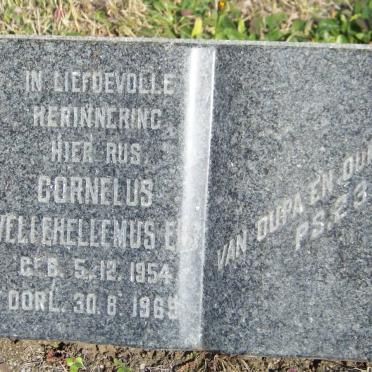 IN LIEFDEVOLLE
HERINNERING
HIER RUS
CORNELUS
GEB. 5.12.1954
OORL. 30.8.1969
VAN OUPA EN
PS. 23